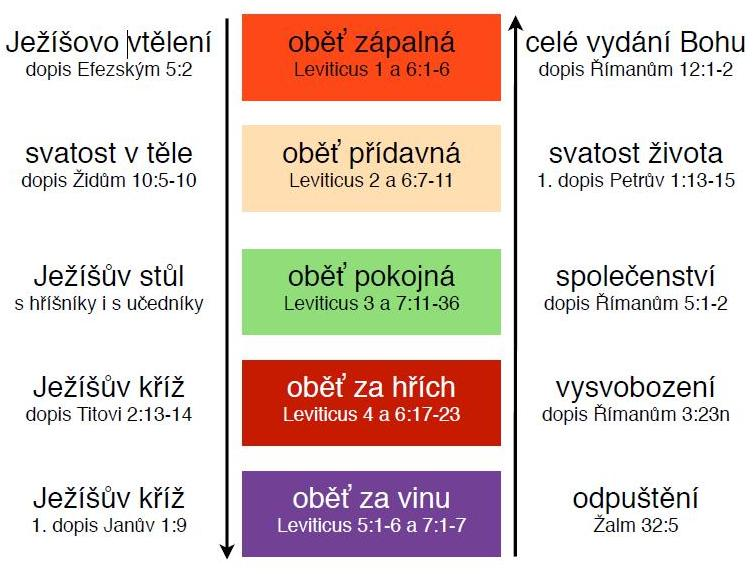 Ježíšovo vtělení
dopis Efezským 5:2
oběť zápalná
Leviticus 1 a 6:1-6
celé vydání Bohu
dopis Římanům 12:1-2
svatost v těle
dopis Židům 10:5-10
oběť přídavná
Leviticus 2 a 6:7-11
svatost života
1. dopis Petrův 1:13-15
Ježíšův stůl
s hříšníky i s učedníky
oběť pokojná
Leviticus 3 a 7:11-36
společenství
dopis Římanům 5:1-2
Ježíšův kříž
dopis Titovi 2:13-14
oběť za hřích
Leviticus 4 a 6:17-23
vysvobození
dopis Římanům 3:23n
Ježíšův kříž
1. dopis Janův 1:9
oběť za vinu
Leviticus 5:1-6 a 7:1-7
odpuštění
Žalm 32:5